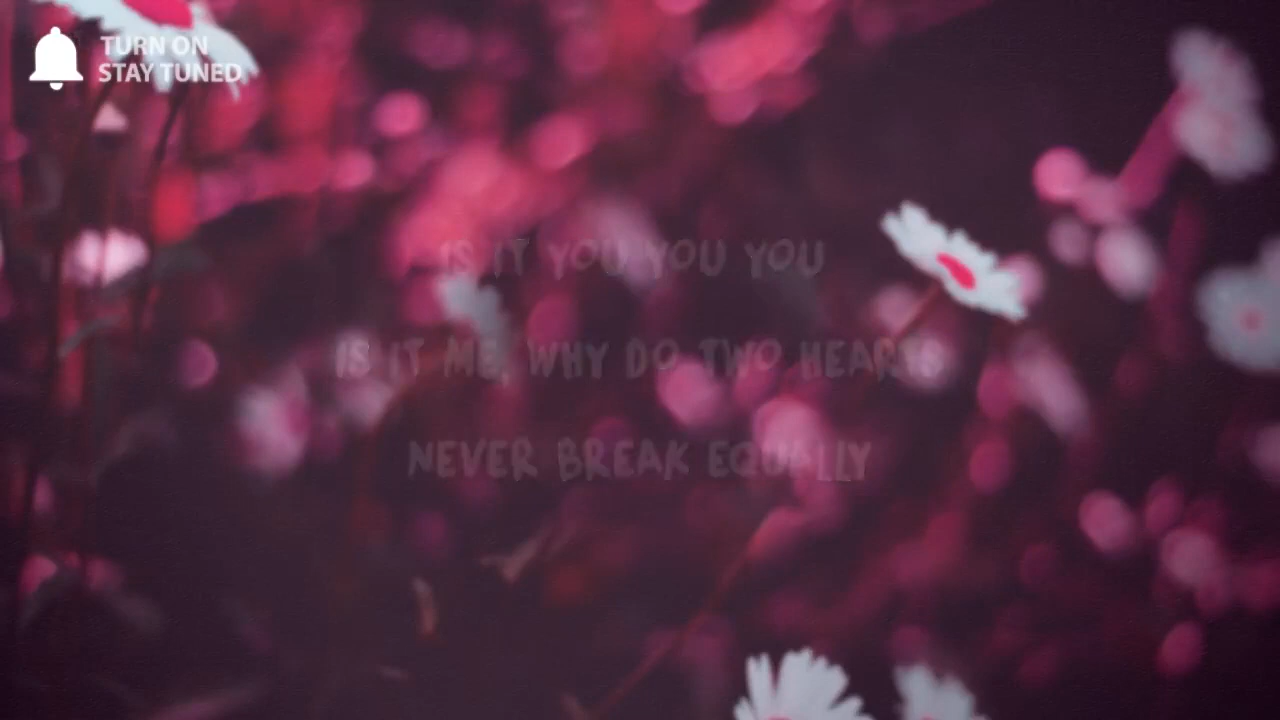 TURN ON
STAY TUNED
IS IT YOU YOU YOU
IS IT ME, WHY DO TWO HEARTS
NEVER BREAK EQUALLY